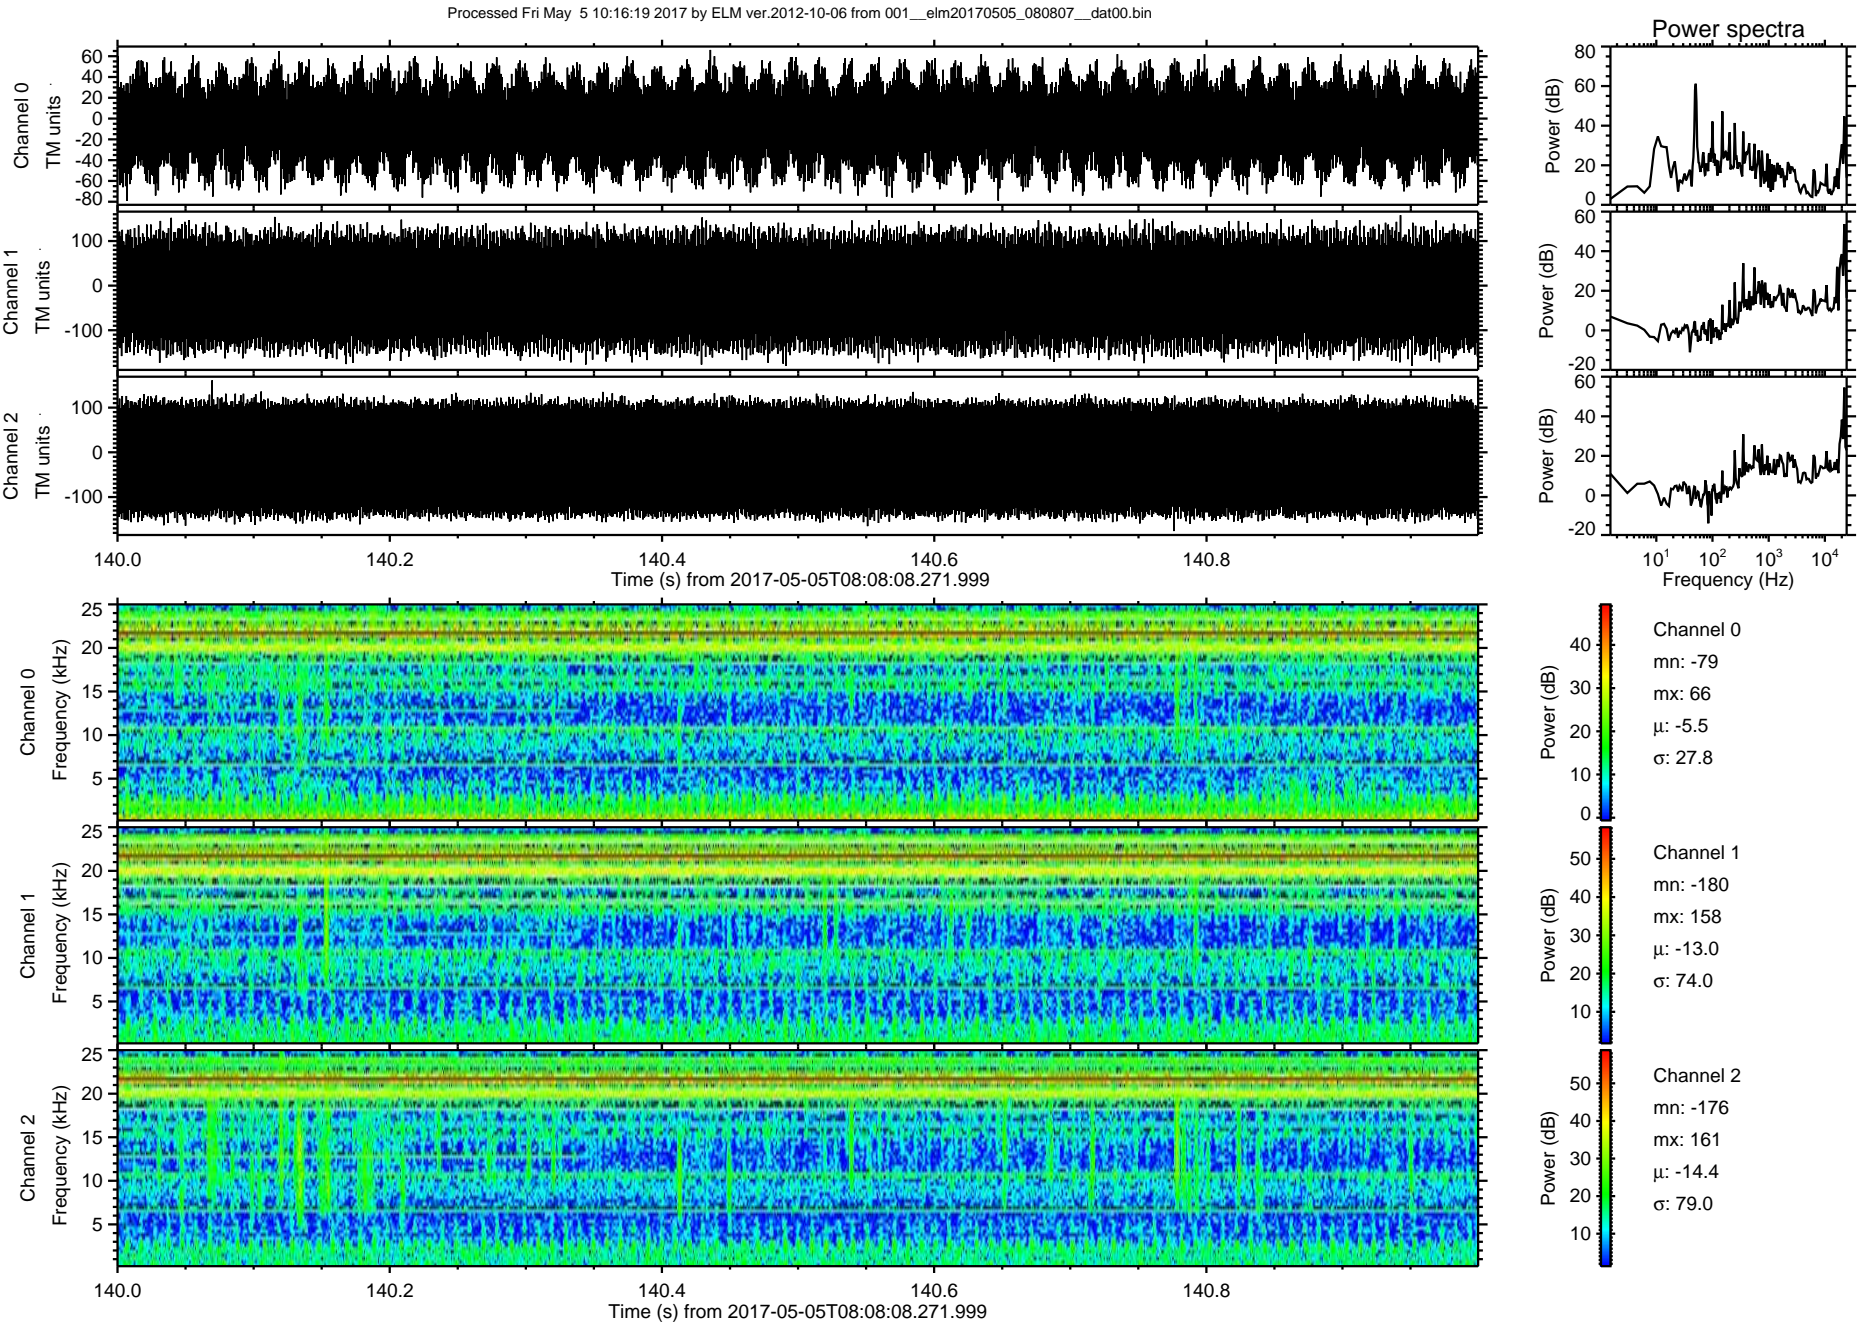 Processed Fri May  5 10:16:19 2017 by ELM ver.2012-10-06 from 001__elm20170505_080807__dat00.bin
Power spectra
Channel 0
TM units
60
40
20
0
-20
-40
-60
-80
Power (dB)
80
60
40
20
0
Channel 1
TM units
100
0
-100
Power (dB)
60
40
20
0
-20
Channel 2
TM units
100
0
-100
Power (dB)
60
40
20
0
-20
140.0 140.2 140.4 140.6 140.8
Time (s) from 2017-05-05T08:08:08.271.999
10^1 10^2 10^3 10^4
Frequency (Hz)
Channel 0
Frequency (kHz)
25
20
15
10
5
Power (dB)
40
30
20
10
0
Channel 0
mn: -79
mx: 66
μ: -5.5
σ: 27.8
Channel 1
Frequency (kHz)
25
20
15
10
5
Power (dB)
50
40
30
20
10
Channel 1
mn: -180
mx: 158
μ: -13.0
σ: 74.0
Channel 2
Frequency (kHz)
25
20
15
10
5
Power (dB)
50
40
30
20
10
Channel 2
mn: -176
mx: 161
μ: -14.4
σ: 79.0
140.0 140.2 140.4 140.6 140.8
Time (s) from 2017-05-05T08:08:08.271.999